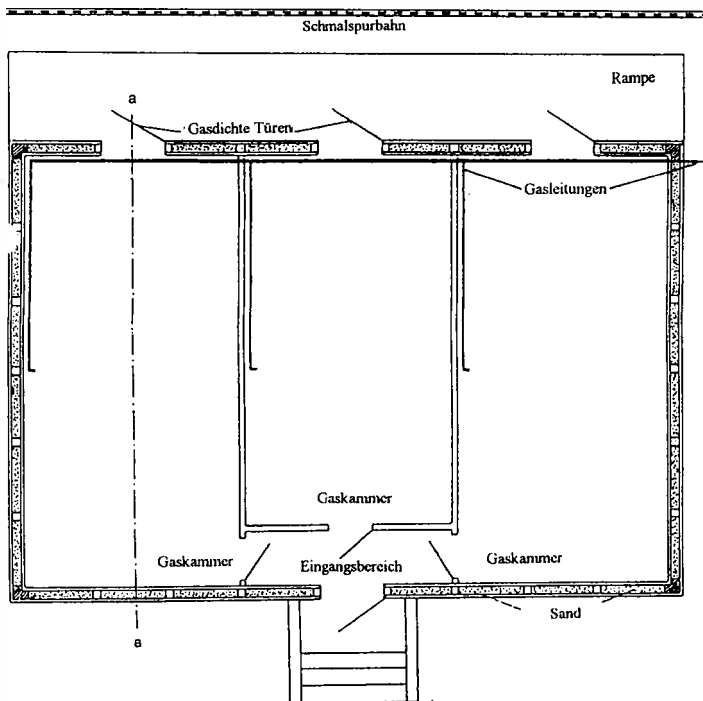 Schmalspurbahn
Rampe
a
Gasdichte Türen
Gasleitungen
Gaskammer
Gaskammer
Eingangsbereich
Gaskammer
Sand
a